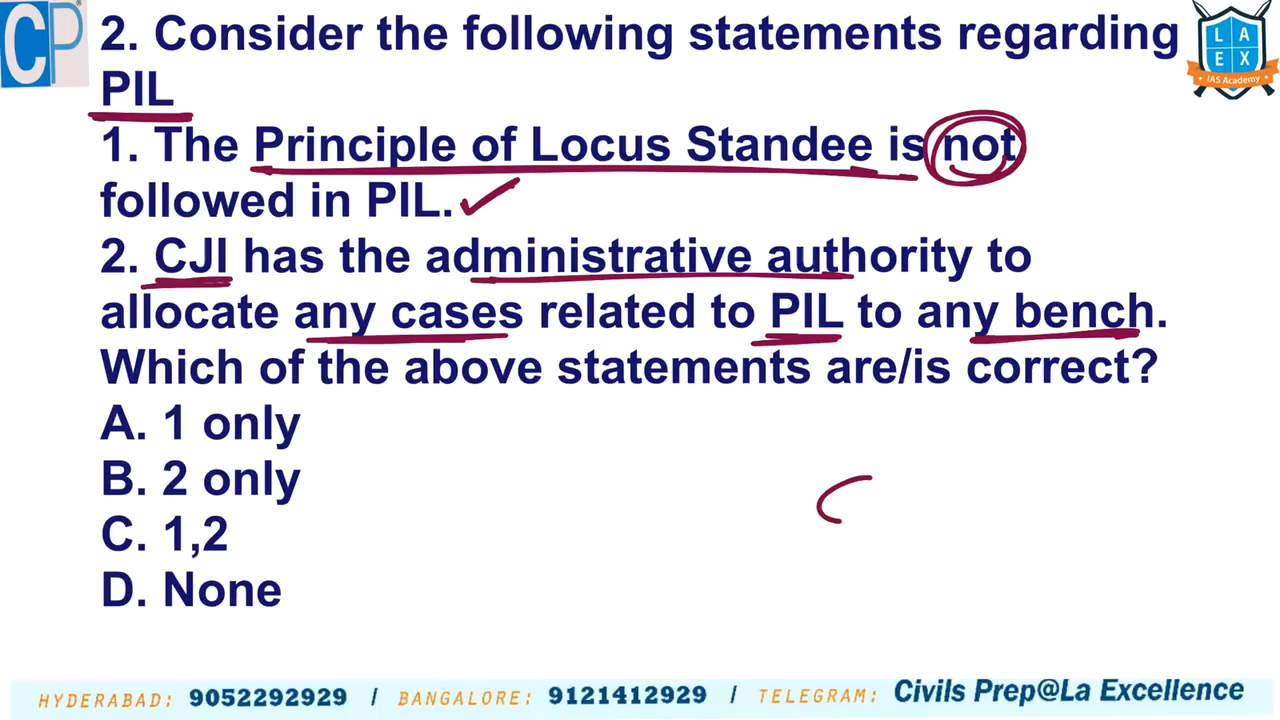 CP
2. Consider the following statements regarding
LA
EX
IAS Academy
PIL
1. The Principle of Locus Standee is not
followed in PIL.
2. CJI has the administrative authority to
allocate any cases related to PIL to any bench.
Which of the above statements are/is correct?
A. 1 only
B. 2 only
C. 1,2
D. None
HYDERABAD: 9052292929 / BANGALORE: 9121412929 / TELEGRAM: Civils Prep@La Excellence